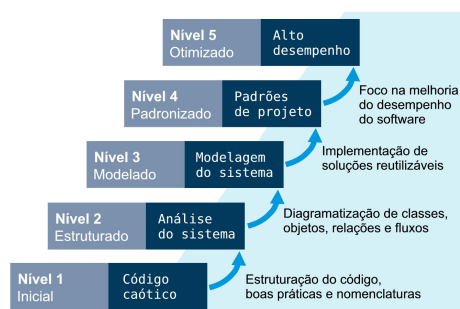 Nível 5
Otimizado
Alto
desempenho
Nível 4
Padronizado
Padrões
de projeto
Foco na melhoria
do desempenho
do software
Nível 3
Modelado
Modelagem
do sistema
Implementação de
soluções reutilizáveis
Nível 2
Estruturado
Análise
do sistema
Diagramatização de classes,
objetos, relações e fluxos
Nível 1
Inicial
Código
caótico
Estruturação do código,
boas práticas e nomenclaturas